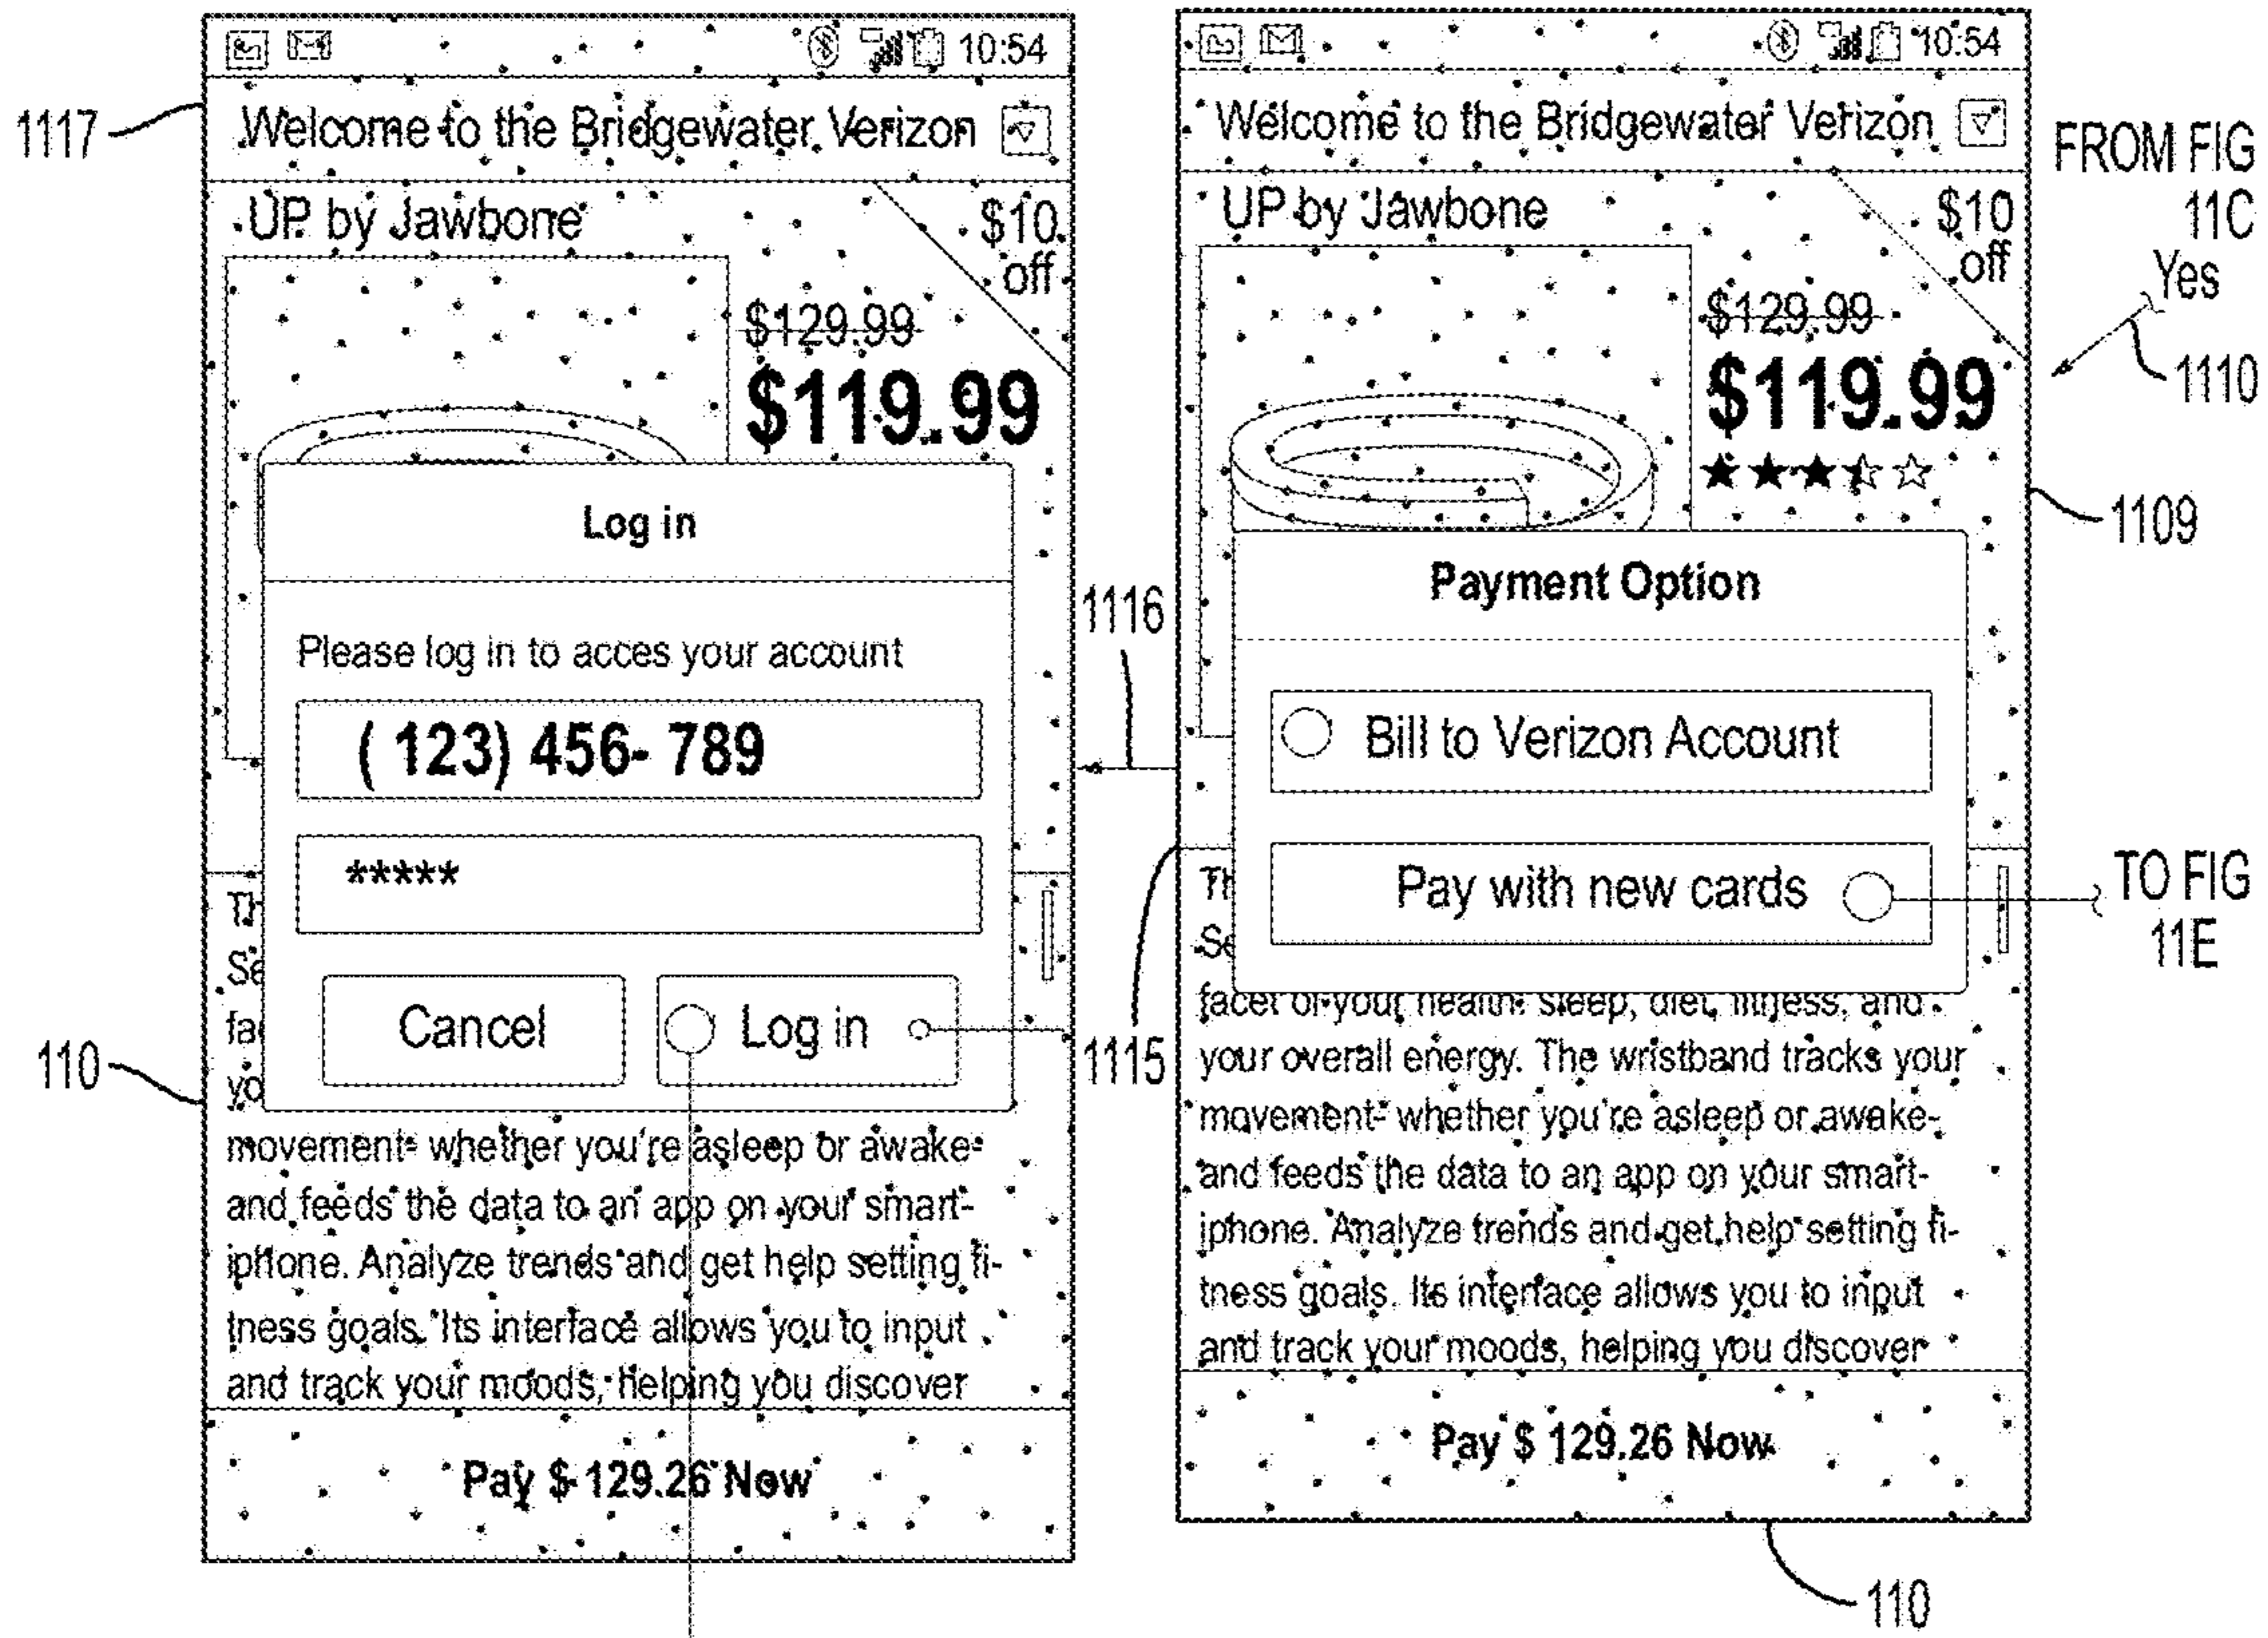 10:54
1117
Welcome to the Bridgewater Verizon
UP by Jawbone
$10
off
$129.99
$119.99
Log in
Please log in to acces your account
( 123) 456- 789
*****
Cancel
Log in
110
movement- whether you're asleep or awake-
and feeds the data to an app on your smart-
iphone. Analyze trends and get help setting fi-
tness goals. Its interface allows you to input
and track your moods, helping you discover
Pay $ 129.26 Now
1116
1115
10:54
Welcome to the Bridgewater Verizon
UP by Jawbone
$10
off
$129.99
$119.99
Payment Option
Bill to Verizon Account
Pay with new cards
facet of your health: sleep, diet, fitness, and
your overall energy. The wristband tracks your
movement- whether you're asleep or awake-
and feeds the data to an app on your smart-
iphone. Analyze trends and get help setting fi-
tness goals. Its interface allows you to input
and track your moods, helping you discover
Pay $ 129.26 Now
FROM FIG
11C
Yes
1110
1109
TO FIG
11E
110